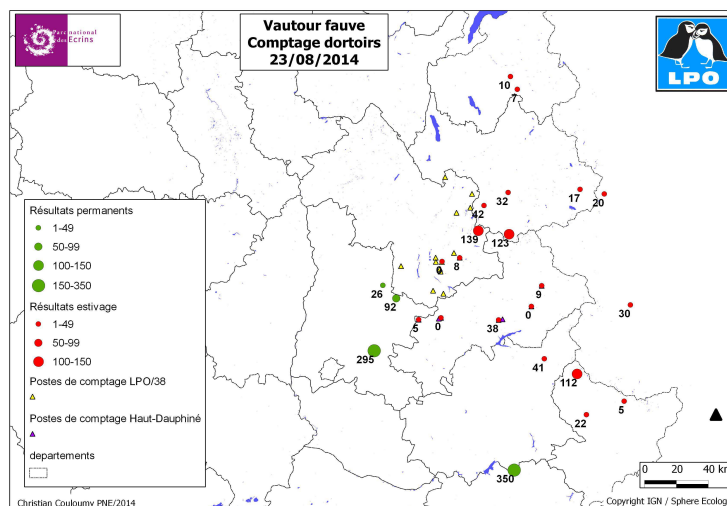 Parc national
des Ecrins
Vautour fauve
Comptage dortoirs
23/08/2014
LPO
10
7
32
17
20
42
139
123
0
8
26
92
9
0
30
5
0
38
295
41
112
5
22
350
Résultats permanents
1-49
50-99
100-150
150-350
Résultats estivage
1-49
50-99
100-150
Postes de comptage LPO/38
Postes de comptage Haut-Dauphiné
departements
0 20 40 km
Christian Couloumy PNE/2014
Copyright IGN / Sphere Ecolog